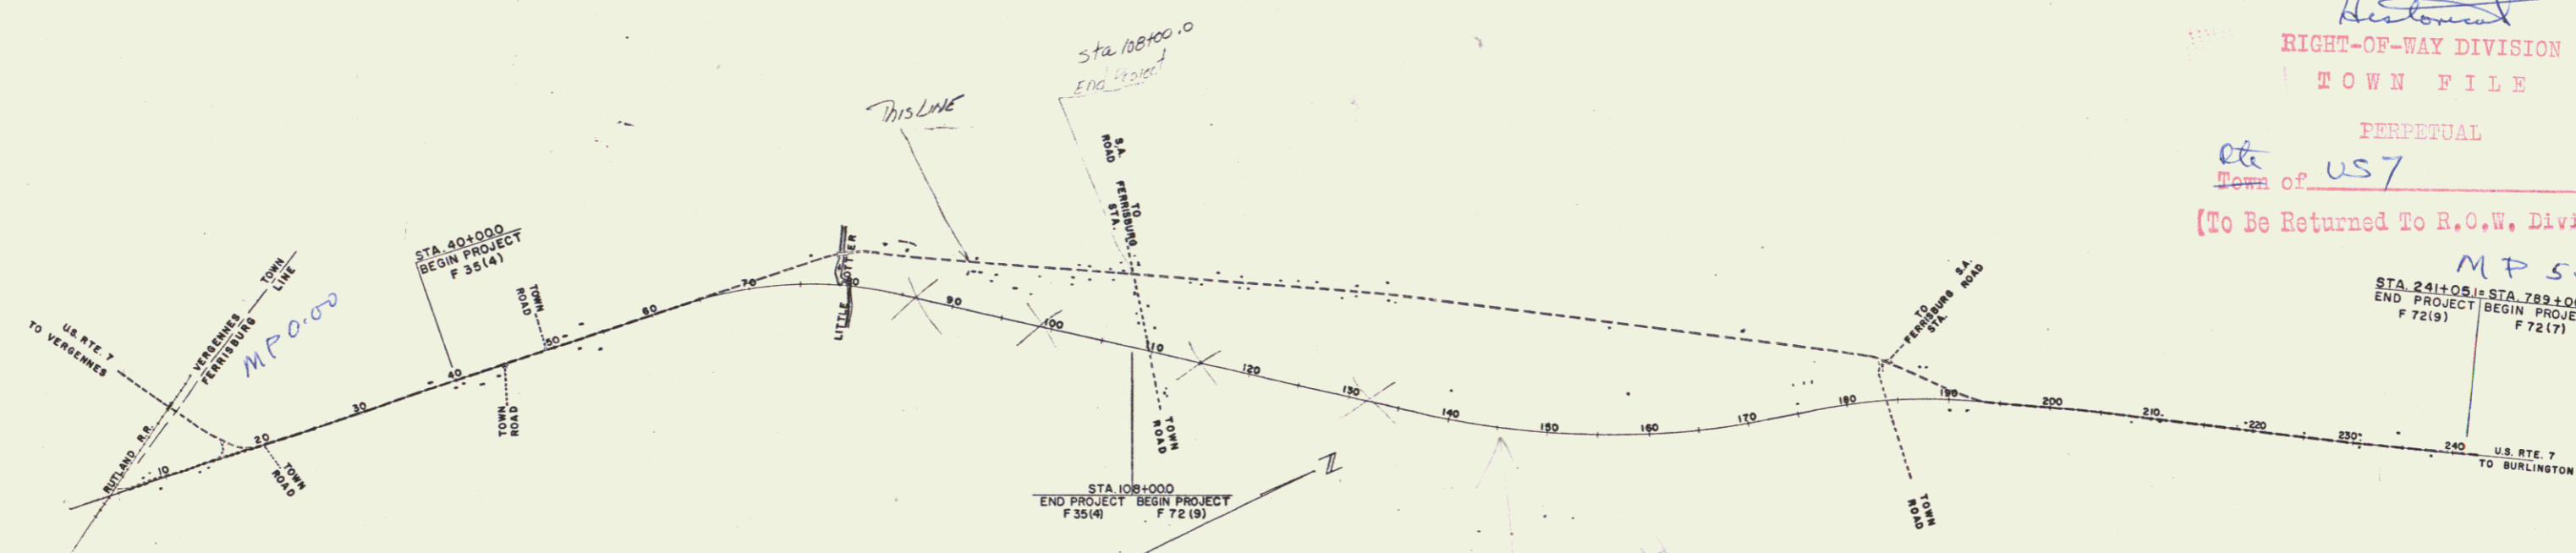 Historical
RIGHT-OF-WAY DIVISION
TOWN FILE
PERPETUAL
Rte
Town of US 7
[To Be Returned To R.O.W. Divi
MP 5.
STA. 241+05.1= STA. 789+0
END PROJECT BEGIN PROJE
F 72(9) F 72(7)
Sta 108+00.0
End Project
This LINE
S.A.
ROAD
TO
FERRISBURG
STA.
STA. 40+00.0
BEGIN PROJECT
F 35(4)
TOWN
LINE
VERGENNES
FERRISBURG
MP 0.00
U.S. RTE. 7
TO VERGENNES
RUTLAND R.R.
TOWN
ROAD
TOWN
ROAD
TOWN
ROAD
LITTLE OTTER
10
20
30
40
50
60
70
80
90
100
110
120
130
140
150
160
170
180
190
200
210
220
230
240
TOWN
ROAD
STA. 108+00.0
END PROJECT BEGIN PROJECT
F 35(4) F 72(9)
N
S.A.
ROAD
TO
FERRISBURG
STA.
TOWN
ROAD
U.S. RTE. 7
TO BURLINGTON